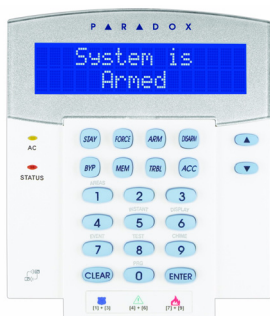 PARADOX
System is
Armed
STAY FORCE ARM DISARM
AC
BYP MEM TRBL ACC
STATUS
1 2 3
4 5 6
7 8 9
CLEAR 0 ENTER
[1] + [3] [4] + [6] [7] + [9]